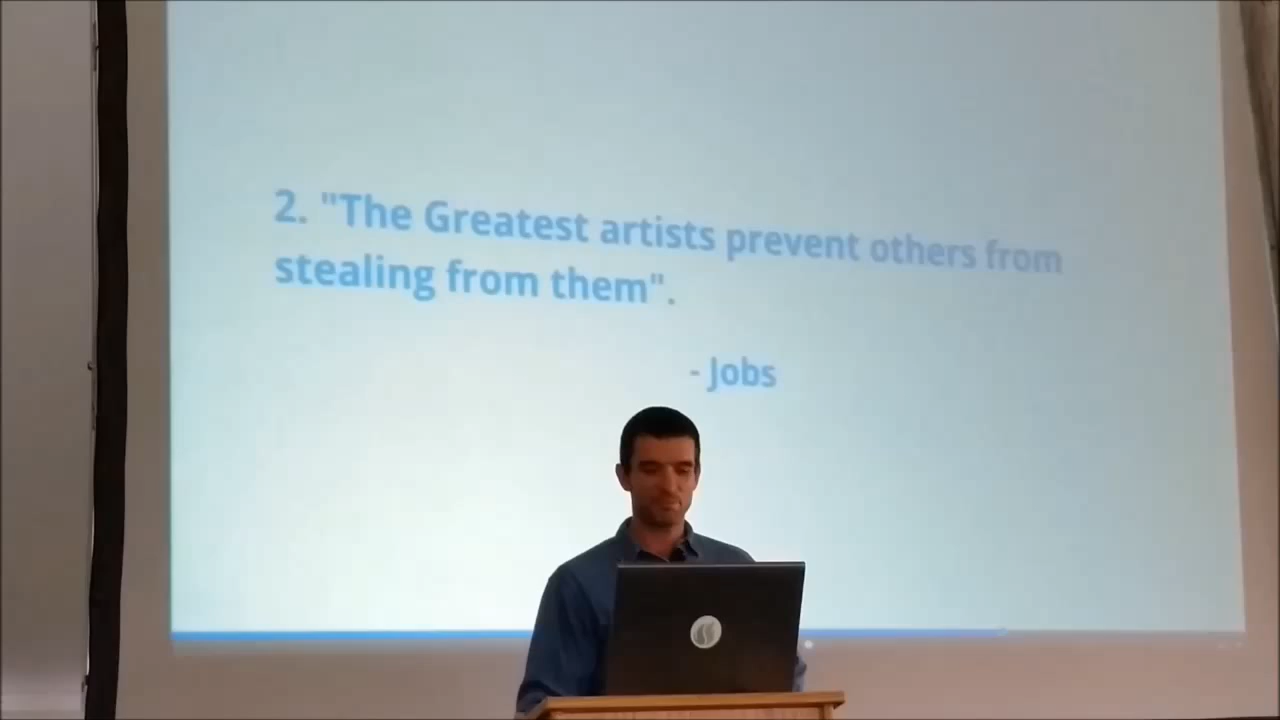 2. "The Greatest artists prevent others from
stealing from them".
- Jobs